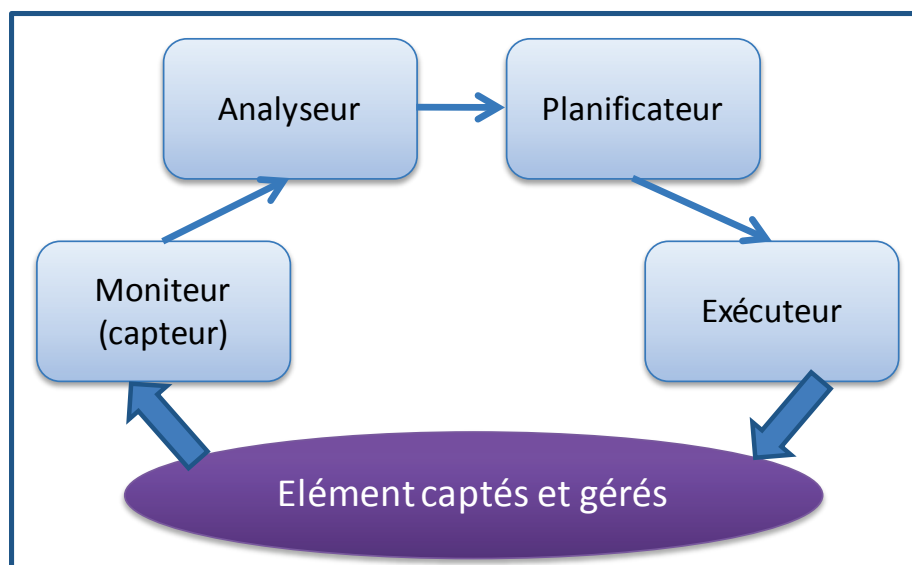 Analyseur
Planificateur
Moniteur
(capteur)
Exécuteur
Elément captés et gérés